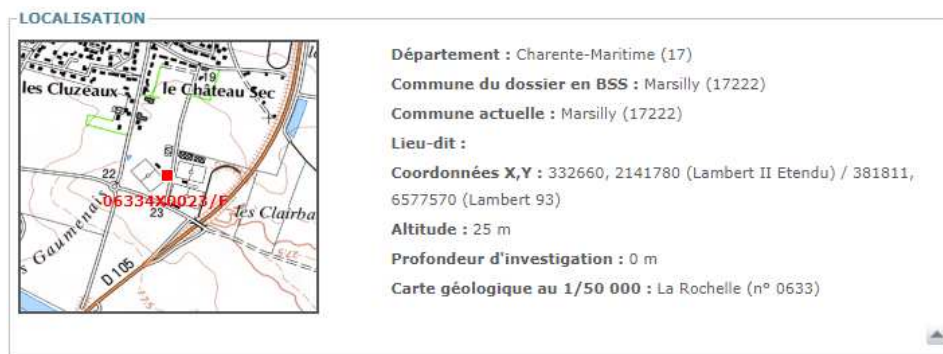 LOCALISATION
19
les Cluzeaux
le Château Sec
22
06334X0023/F
23
les Clairba
s Gaumenais
D 105
Département : Charente-Maritime (17)
Commune du dossier en BSS : Marsilly (17222)
Commune actuelle : Marsilly (17222)
Lieu-dit :
Coordonnées X,Y : 332660, 2141780 (Lambert II Etendu) / 381811,
6577570 (Lambert 93)
Altitude : 25 m
Profondeur d'investigation : 0 m
Carte géologique au 1/50 000 : La Rochelle (n° 0633)